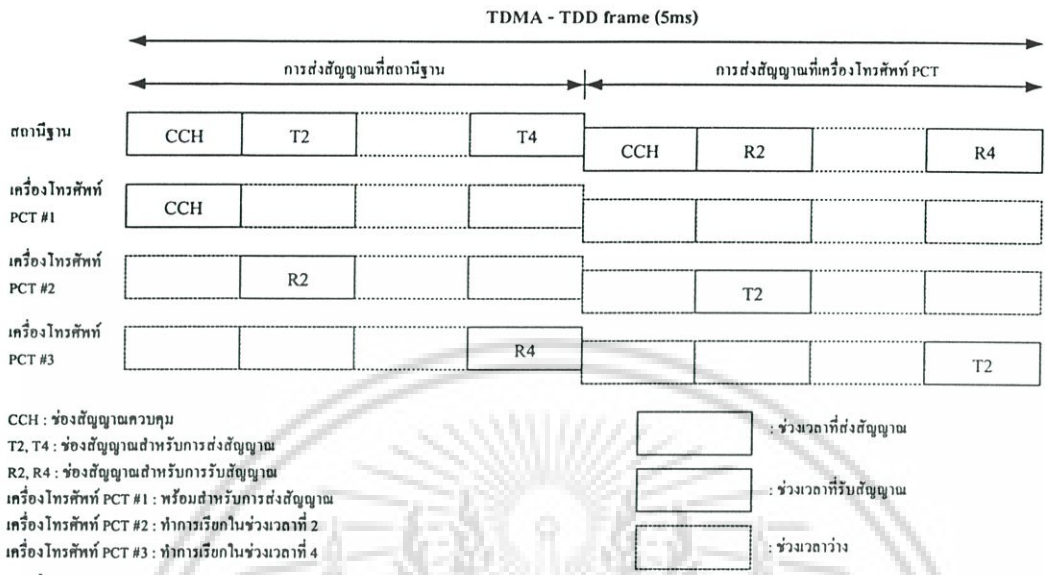 TDMA - TDD frame (5ms)
การส่งสัญญาณที่สถานีฐาน
การส่งสัญญาณที่เครื่องโทรศัพท์ PCT
สถานีฐาน
CCH
T2
T4
CCH
R2
R4
เครื่องโทรศัพท์
PCT #1
CCH
เครื่องโทรศัพท์
PCT #2
R2
T2
เครื่องโทรศัพท์
PCT #3
R4
T2
CCH : ช่องสัญญาณควบคุม
T2, T4 : ช่องสัญญาณสำหรับการส่งสัญญาณ
R2, R4 : ช่องสัญญาณสำหรับการรับสัญญาณ
เครื่องโทรศัพท์ PCT #1 : พร้อมสำหรับการส่งสัญญาณ
เครื่องโทรศัพท์ PCT #2 : ทำการเรียกในช่วงเวลาที่ 2
เครื่องโทรศัพท์ PCT #3 : ทำการเรียกในช่วงเวลาที่ 4
: ช่วงเวลาที่ส่งสัญญาณ
: ช่วงเวลาที่รับสัญญาณ
: ช่วงเวลาว่าง